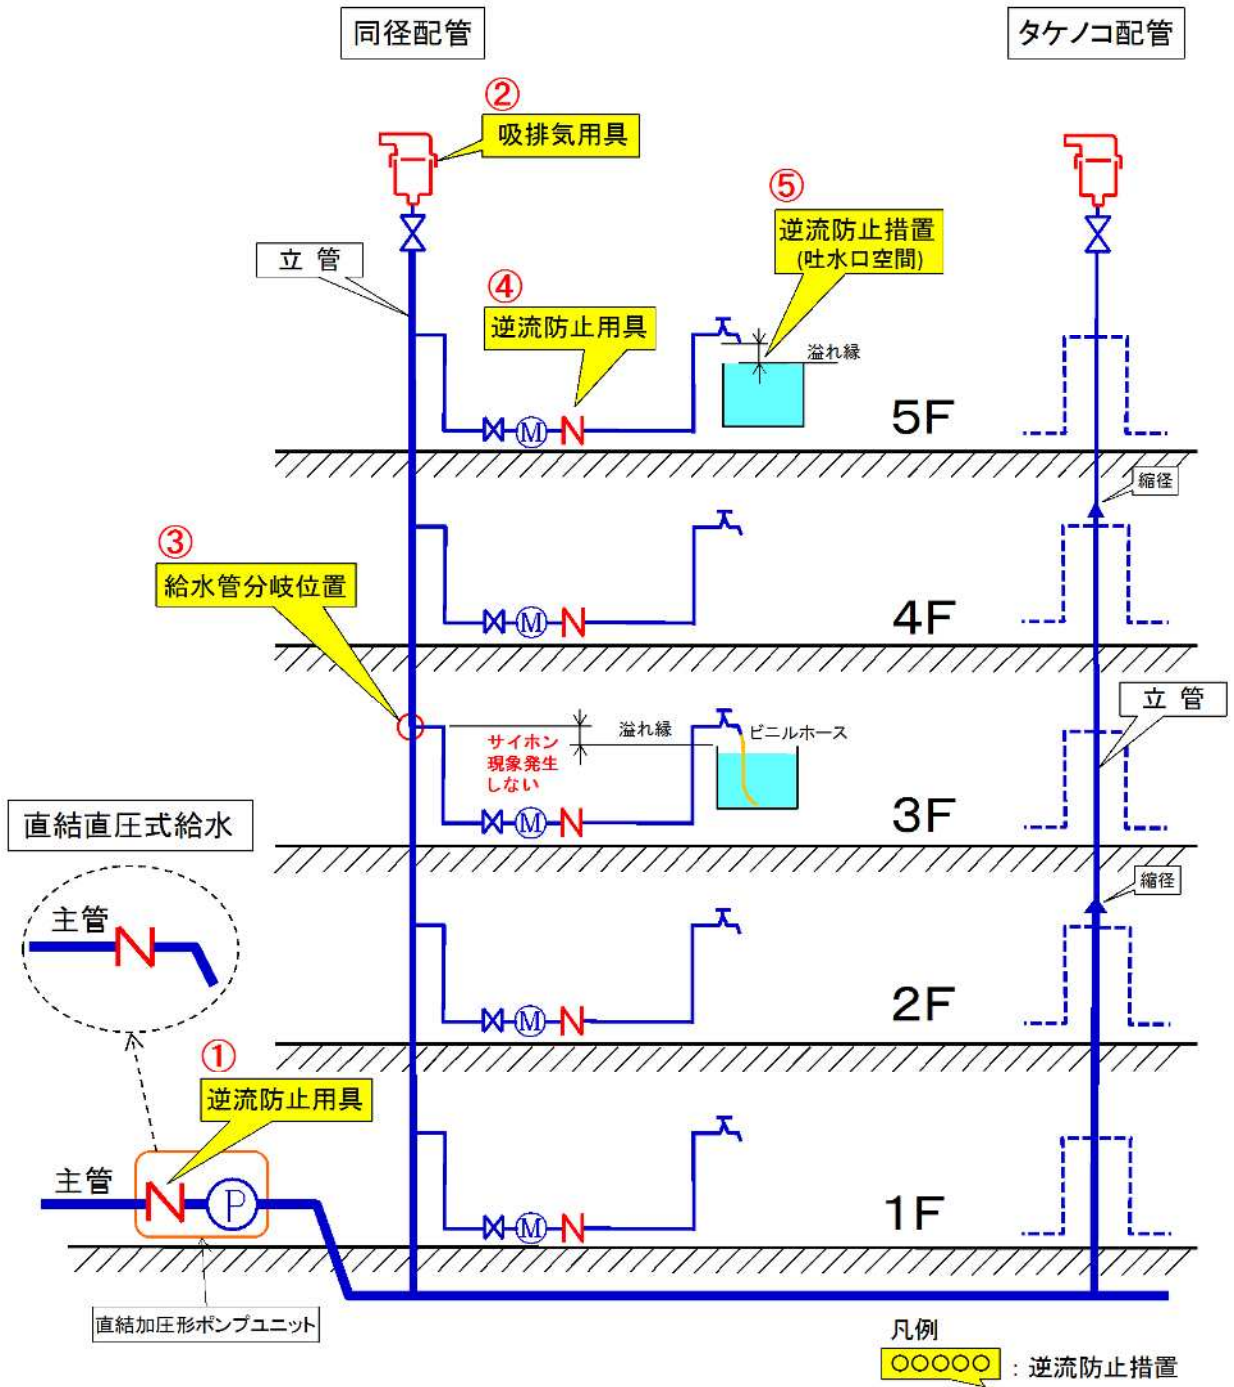 同径配管
タケノコ配管
②
吸排気用具
⑤
逆流防止措置
(吐水口空間)
立 管
④
逆流防止用具
溢れ縁
5F
縮径
③
給水管分岐位置
M
4F
立 管
溢れ縁
ビニルホース
サイホン
現象発生
しない
M
3F
直結直圧式給水
縮径
主管
M
2F
①
逆流防止用具
主管
P
M
1F
M
直結加圧形ポンプユニット
凡例
○○○○○ : 逆流防止措置